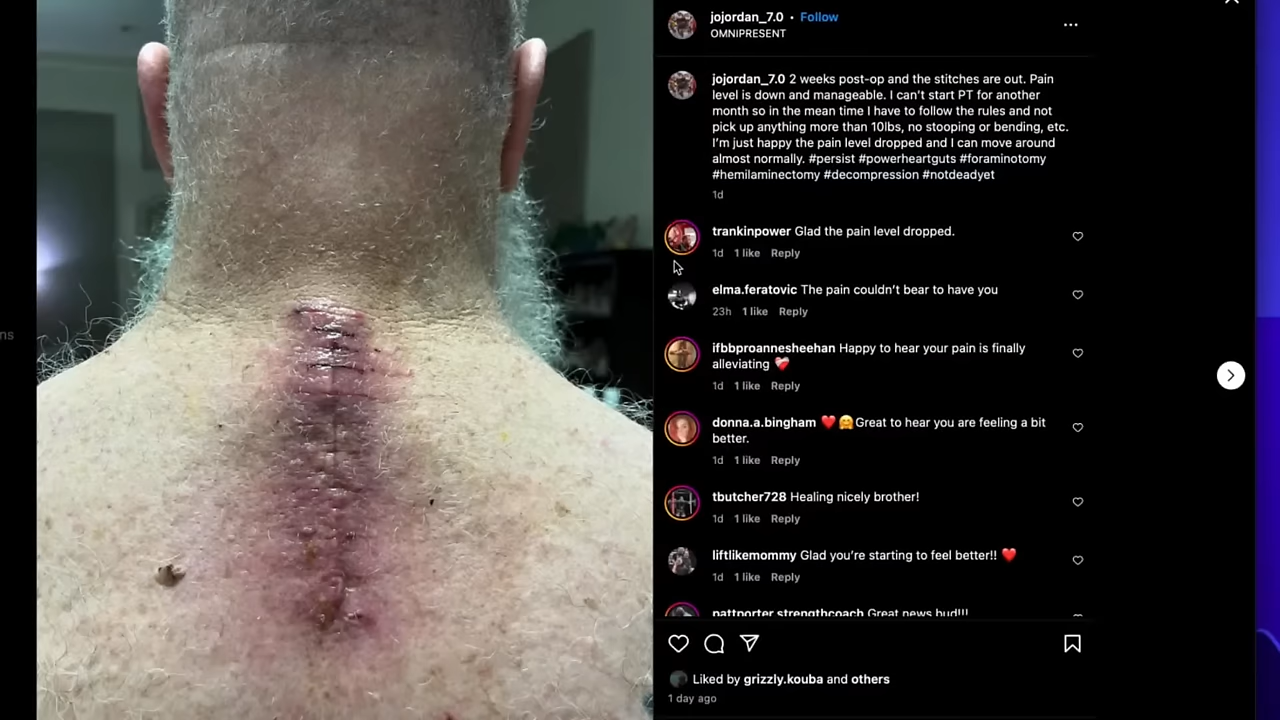 jojordan_7.0 • Follow
OMNIPRESENT
jojordan_7.0 2 weeks post-op and the stitches are out. Pain
level is down and manageable. I can't start PT for another
month so in the mean time I have to follow the rules and not
pick up anything more than 10lbs, no stooping or bending, etc.
I'm just happy the pain level dropped and I can move around
almost normally. #persist #powerheartguts #foraminotomy
#hemilaminectomy #decompression #notdeadyet
1d
trankinpower Glad the pain level dropped.
1d 1 like Reply
elma.feratovic The pain couldn't bear to have you
23h 1 like Reply
ifbbproannesheehan Happy to hear your pain is finally
alleviating ❤️‍🩹
1d 1 like Reply
donna.a.bingham ❤️🤗Great to hear you are feeling a bit
better.
1d 1 like Reply
tbutcher728 Healing nicely brother!
1d 1 like Reply
liftlikemommy Glad you're starting to feel better!! ❤️
1d 1 like Reply
pattporter_strengthcoach Great news bud!!!
Liked by grizzly.kouba and others
1 day ago
ns